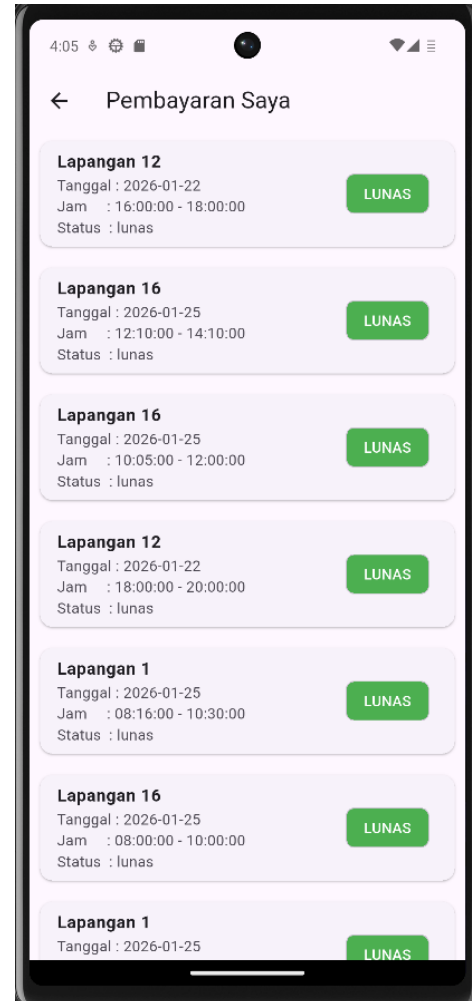 4:05
Pembayaran Saya
Lapangan 12
Tanggal : 2026-01-22
Jam : 16:00:00 - 18:00:00
Status : lunas
LUNAS
Lapangan 16
Tanggal : 2026-01-25
Jam : 12:10:00 - 14:10:00
Status : lunas
LUNAS
Lapangan 16
Tanggal : 2026-01-25
Jam : 10:05:00 - 12:00:00
Status : lunas
LUNAS
Lapangan 12
Tanggal : 2026-01-22
Jam : 18:00:00 - 20:00:00
Status : lunas
LUNAS
Lapangan 1
Tanggal : 2026-01-25
Jam : 08:16:00 - 10:30:00
Status : lunas
LUNAS
Lapangan 16
Tanggal : 2026-01-25
Jam : 08:00:00 - 10:00:00
Status : lunas
LUNAS
Lapangan 1
Tanggal : 2026-01-25
LUNAS